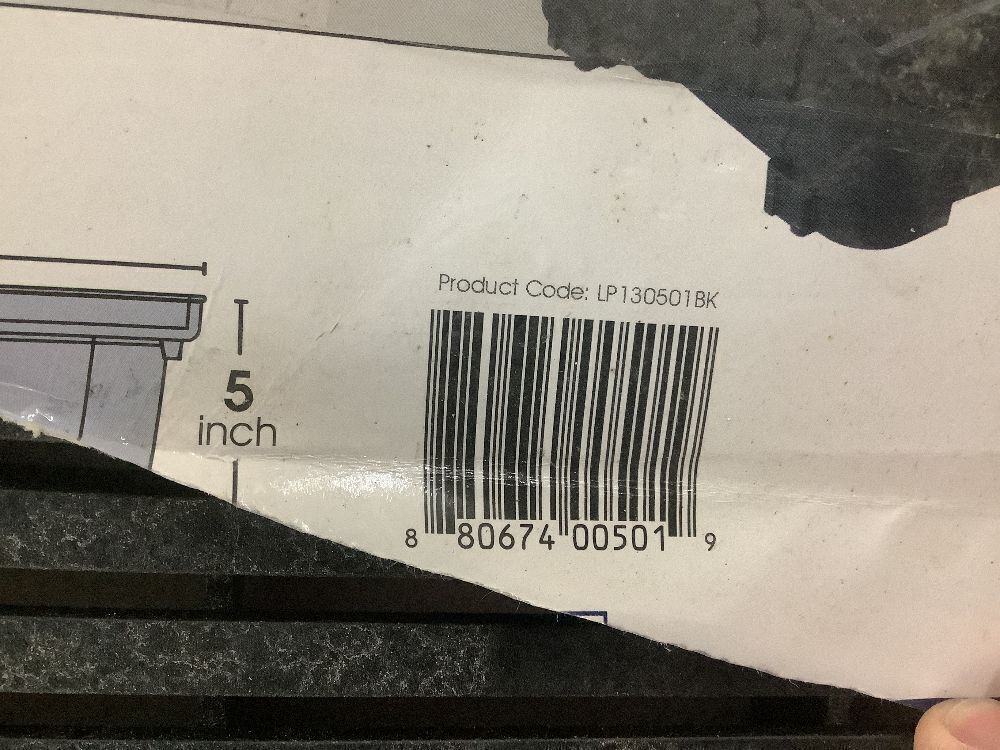 Product Code: LP130501BK
5
inch
8 80674 00501 9